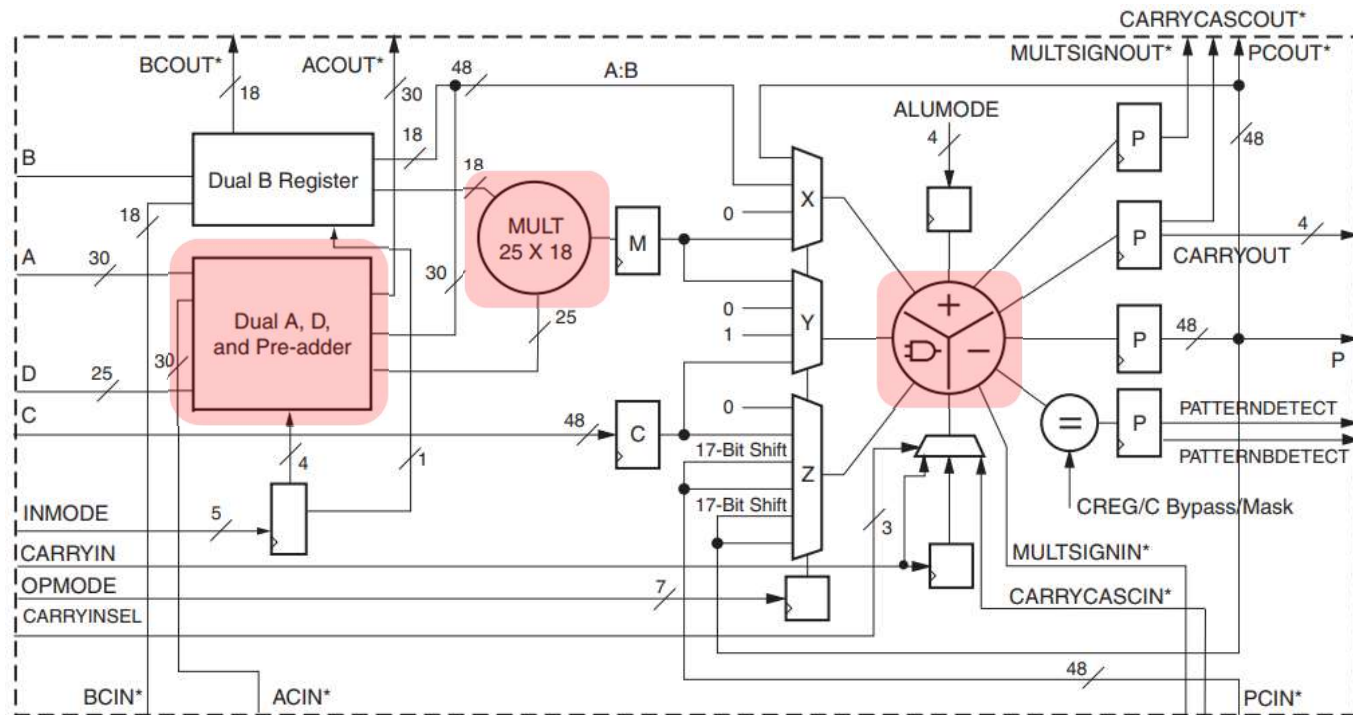 CARRYCASCOUT*
BCOUT* ACOUT* MULTSIGNOUT* PCOUT*
48 A:B
18 30
ALUMODE
4 P 48
18
B Dual B Register 18
18 MULT
25 X 18 X
0
M P 4
A CARRYOUT
30 30
0
Dual A, D,
and Pre-adder 25 1 Y + − P 48
30 P
D
25
C 0 PATTERNDETECT
48 C = P
4 1 17-Bit Shift PATTERNBDETECT
Z
INMODE 17-Bit Shift CREG/C Bypass/Mask
5 3
CARRYIN MULTSIGNIN*
OPMODE 7 CARRYCASCIN*
CARRYINSEL
48
BCIN* ACIN* PCIN*